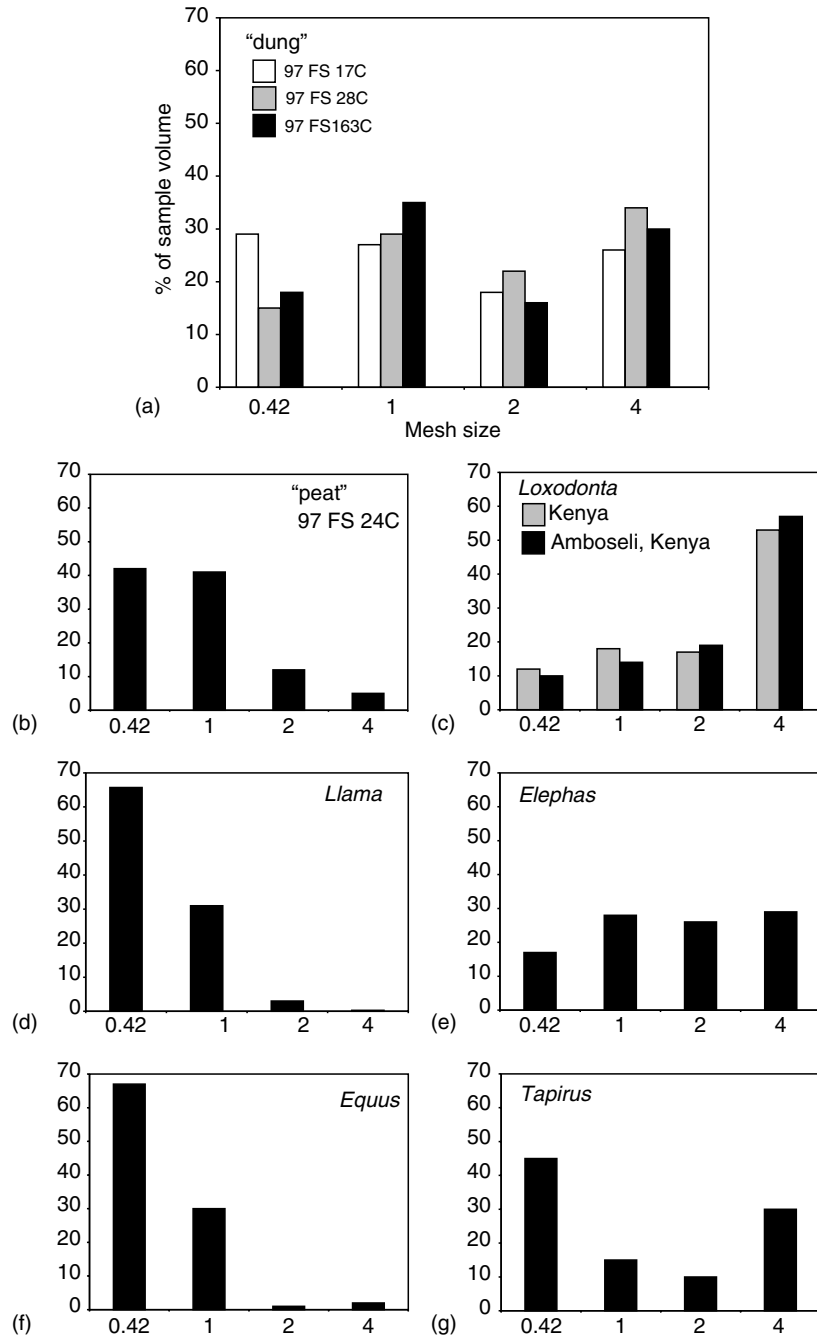 70
60
50
40
30
20
10
0
% of sample volume
"dung"
97 FS 17C
97 FS 28C
97 FS163C
0.42 1 2 4
Mesh size
(a)
70
60
50
40
30
20
10
0
"peat"
97 FS 24C
0.42 1 2 4
(b)
70
60
50
40
30
20
10
0
Loxodonta
Kenya
Amboseli, Kenya
0.42 1 2 4
(c)
70
60
50
40
30
20
10
0
Llama
0.42 1 2 4
(d)
70
60
50
40
30
20
10
0
Elephas
0.42 1 2 4
(e)
70
60
50
40
30
20
10
0
Equus
0.42 1 2 4
(f)
70
60
50
40
30
20
10
0
Tapirus
0.42 1 2 4
(g)